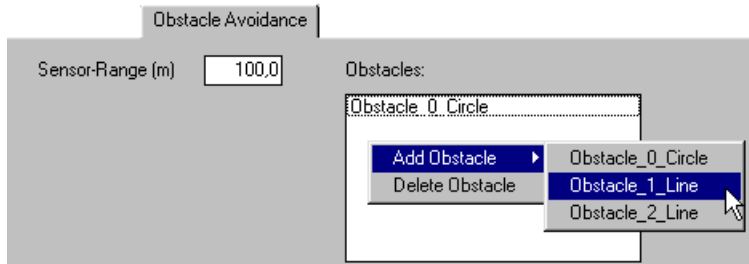 Obstacle Avoidance
Sensor-Range (m) 100,0 Obstacles:
Obstacle_0_Circle
Add Obstacle Obstacle_0_Circle
Delete Obstacle Obstacle_1_Line
Obstacle_2_Line